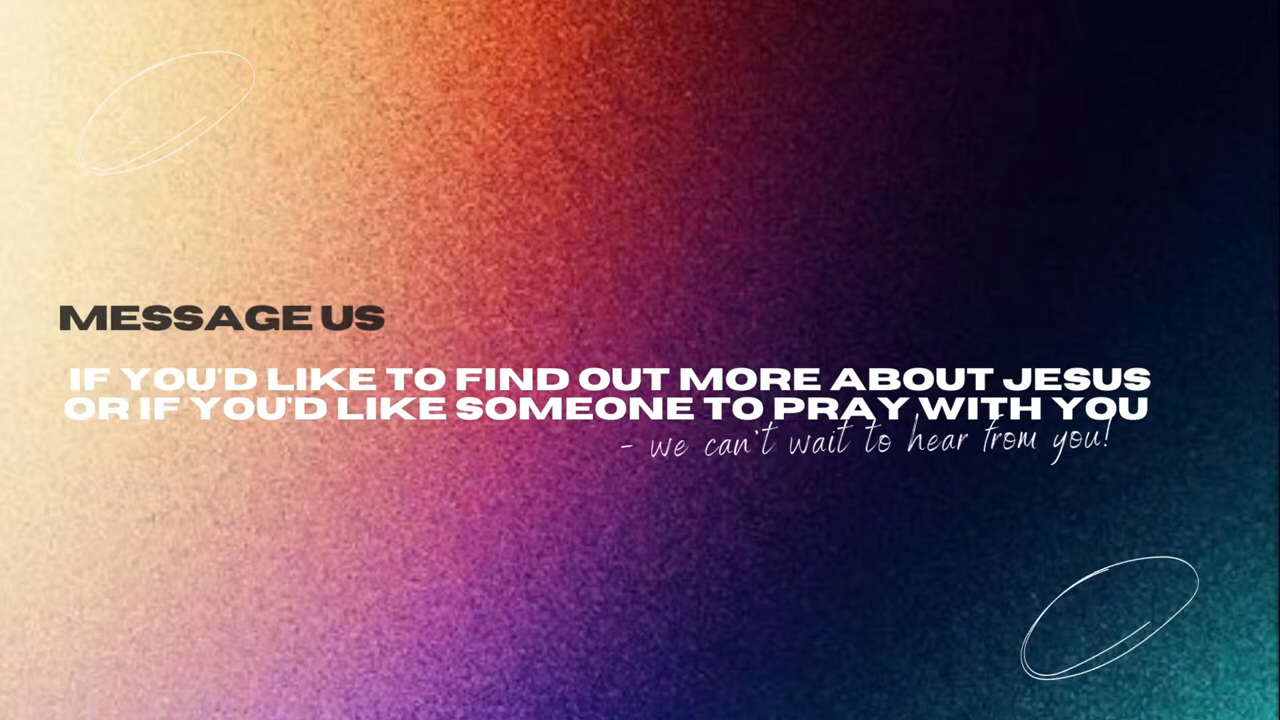 MESSAGE US
IF YOU'D LIKE TO FIND OUT MORE ABOUT JESUS
OR IF YOU'D LIKE SOMEONE TO PRAY WITH YOU
- we can't wait to hear from you!